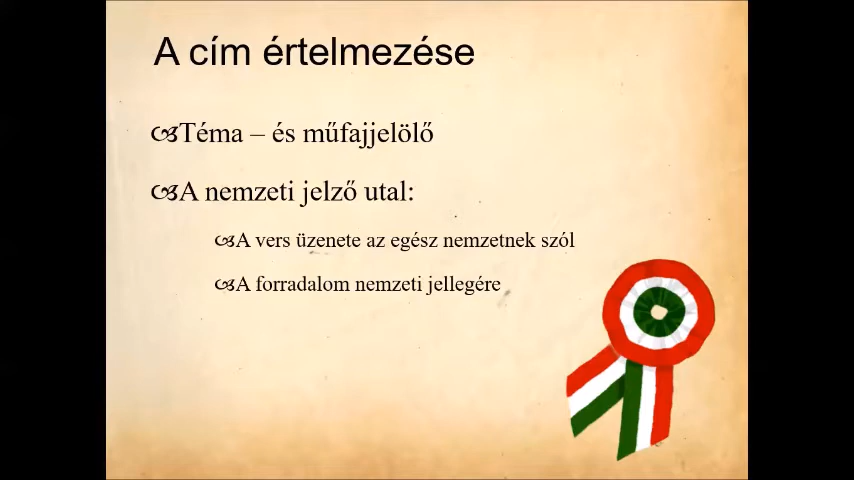 A cím értelmezése
Téma – és műfajjelölő
A nemzeti jelző utal:
A vers üzenete az egész nemzetnek szól
A forradalom nemzeti jellegére